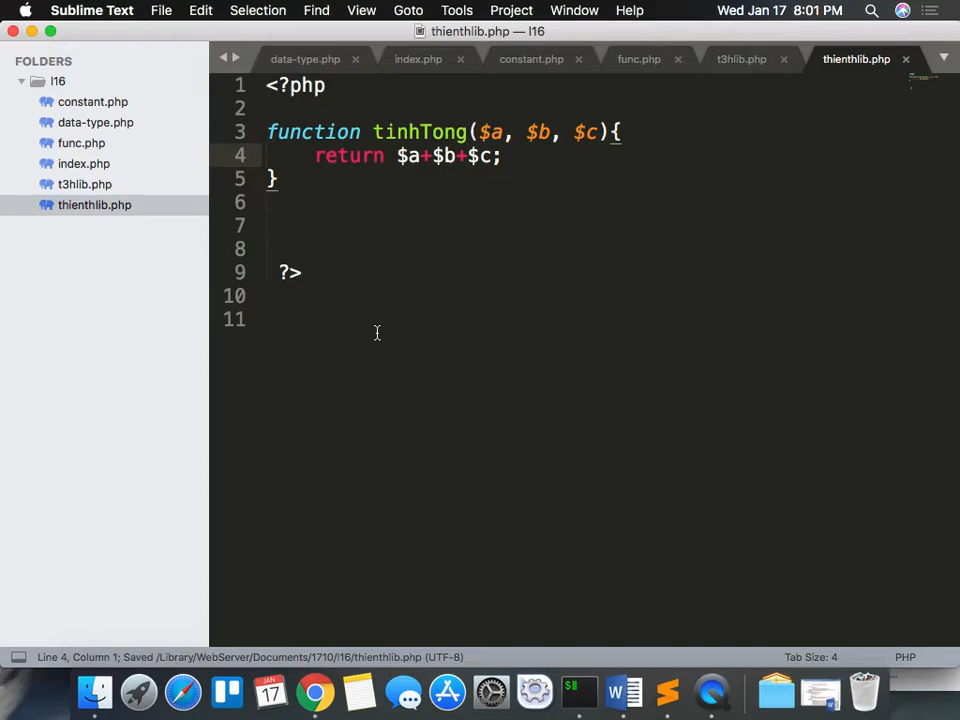 Sublime Text File Edit Selection Find View Goto Tools Project Window Help Wed Jan 17 8:01 PM
thienthlib.php — l16
FOLDERS
l16
constant.php
data-type.php
func.php
index.php
t3hlib.php
thienthlib.php
data-type.php index.php constant.php func.php t3hlib.php thienthlib.php
1 <?php
2
3 function tinhTong($a, $b, $c){
4 return $a+$b+$c;
5 }
6
7
8
9 ?>
10
11
Line 4, Column 1; Saved /Library/WebServer/Documents/1710/l16/thienthlib.php (UTF-8) Tab Size: 4 PHP
JAN
17
$